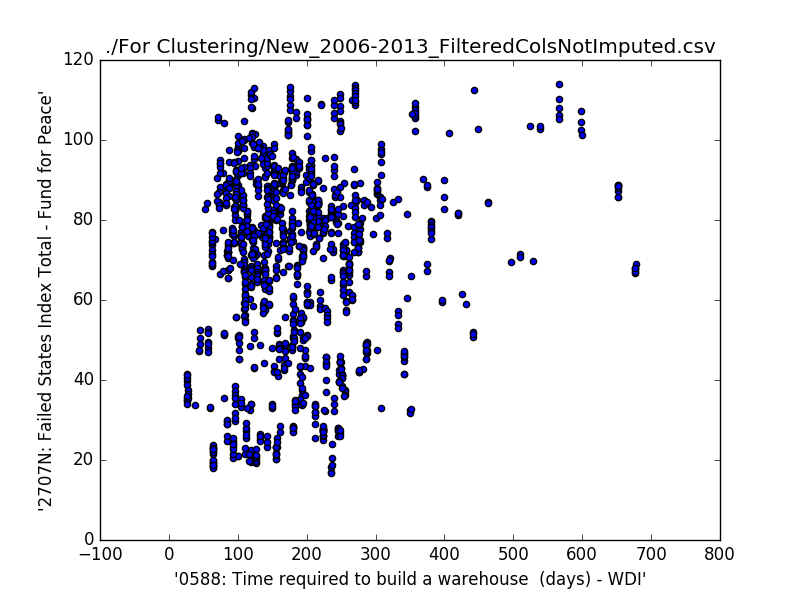 ./For Clustering/New_2006-2013_FilteredColsNotImputed.csv
120
100
80
60
40
20
0
'2707N: Failed States Index Total - Fund for Peace'
−100 0 100 200 300 400 500 600 700 800
'0588: Time required to build a warehouse  (days) - WDI'